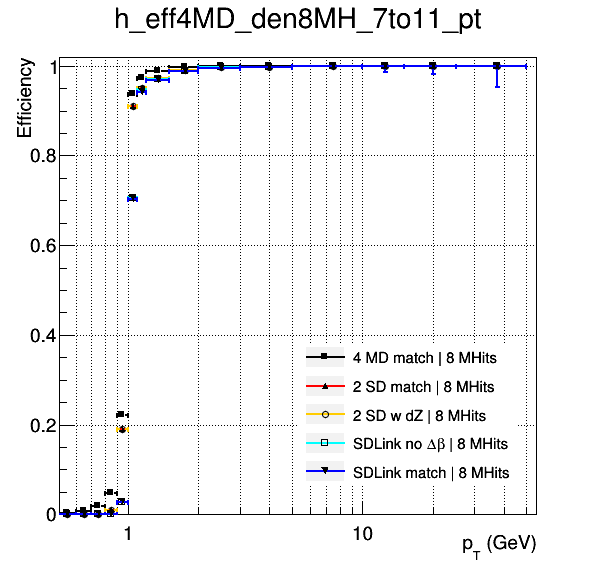 h_eff4MD_den8MH_7to11_pt
Efficiency
1
0.8
0.6
0.4
0.2
0
4 MD match | 8 MHits
2 SD match | 8 MHits
2 SD w dZ | 8 MHits
SDLink no Δβ | 8 MHits
SDLink match | 8 MHits
1
10
p_T (GeV)